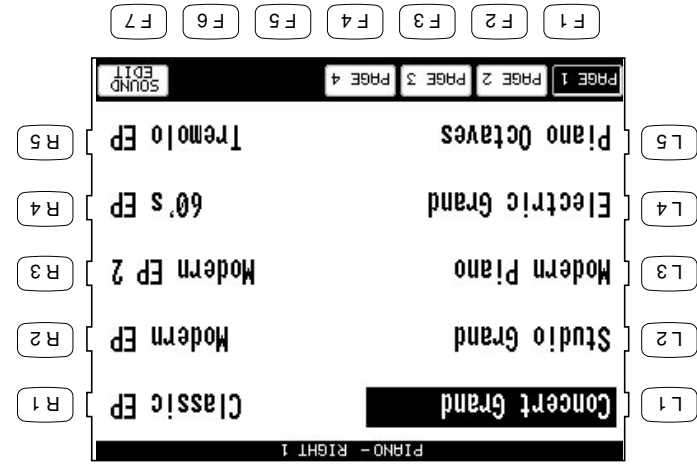 PIANO - RIGHT 1
L1 Concert Grand Classic EP R1
L2 Studio Grand Modern EP R2
L3 Modern Piano Modern EP 2 R3
L4 Electric Grand 60's EP R4
L5 Piano Octaves Tremolo EP R5
PAGE 1 PAGE 2 PAGE 3 PAGE 4 SOUND
EDIT
F1 F2 F3 F4 F5 F6 F7